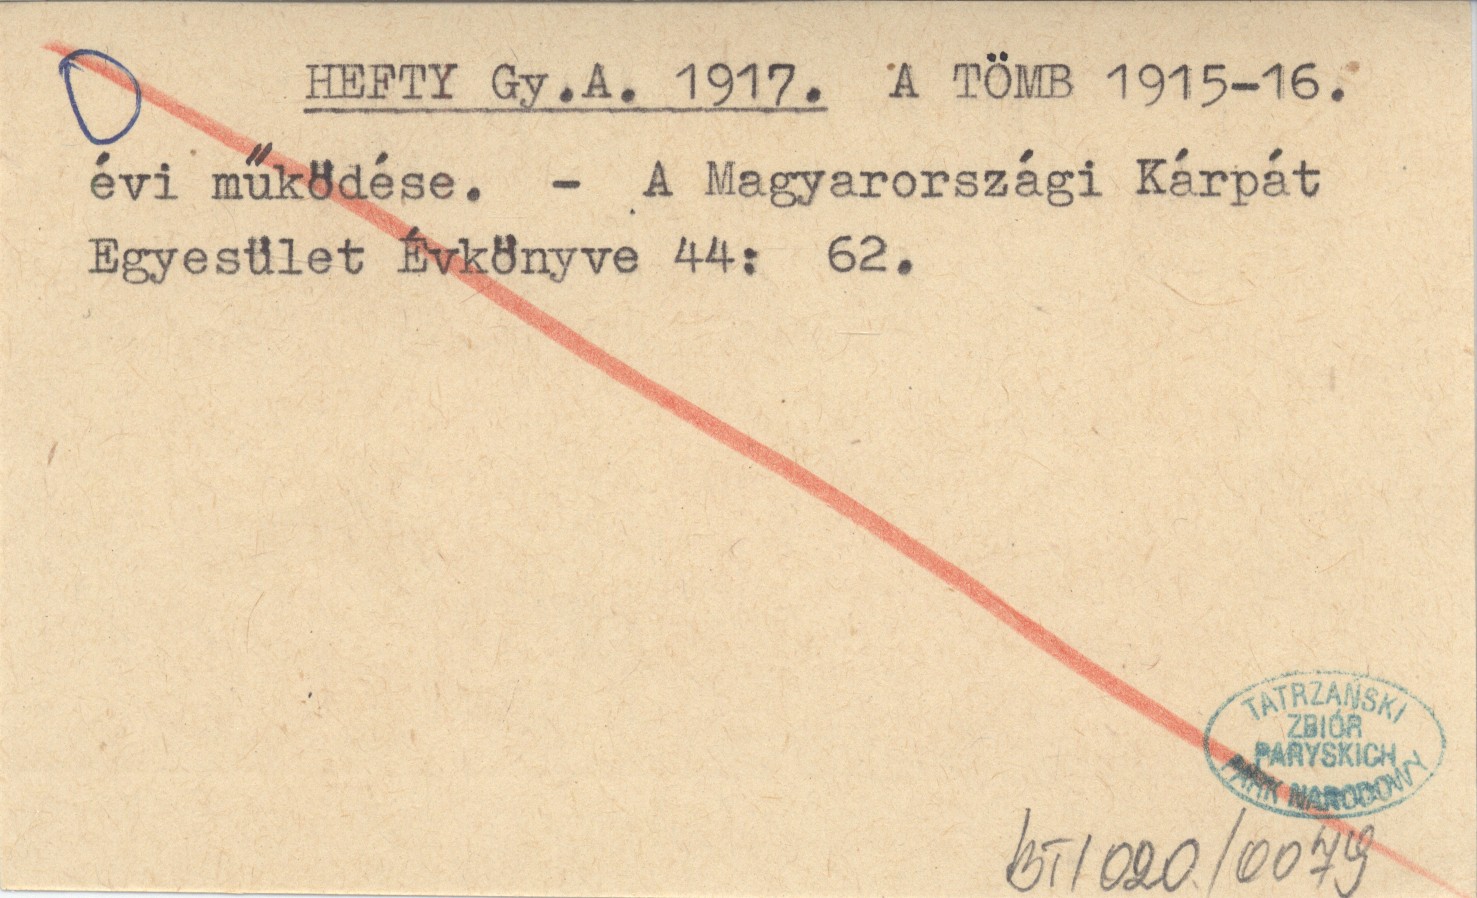 HEFTY Gy.A. 1917. A TÖMB 1915-16.
évi működése. - A Magyarországi Kárpát
Egyesület Évkönyve 44: 62.
TATRZAŃSKI
ZBIÓR
PARYSKICH
PARK NARODOWY
BT/020/0079